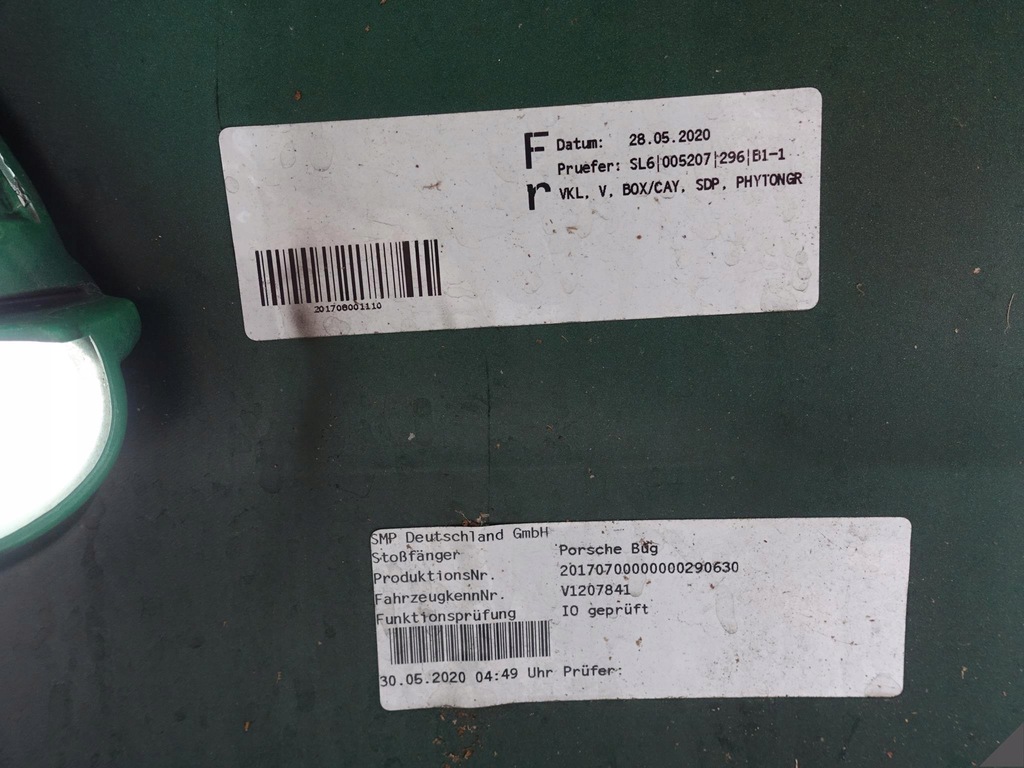 Fr
Datum: 28.05.2020
Pruefer: SL6|005207|296|B1-1
VKL, V, BOX/CAY, SDP, PHYTONGR
201708001110
SMP Deutschland GmbH
Stoßfänger Porsche Bug
ProduktionsNr. 20170700000000290630
FahrzeugkennNr. V1207841
Funktionsprüfung IO geprüft
30.05.2020 04:49 Uhr Prüfer: